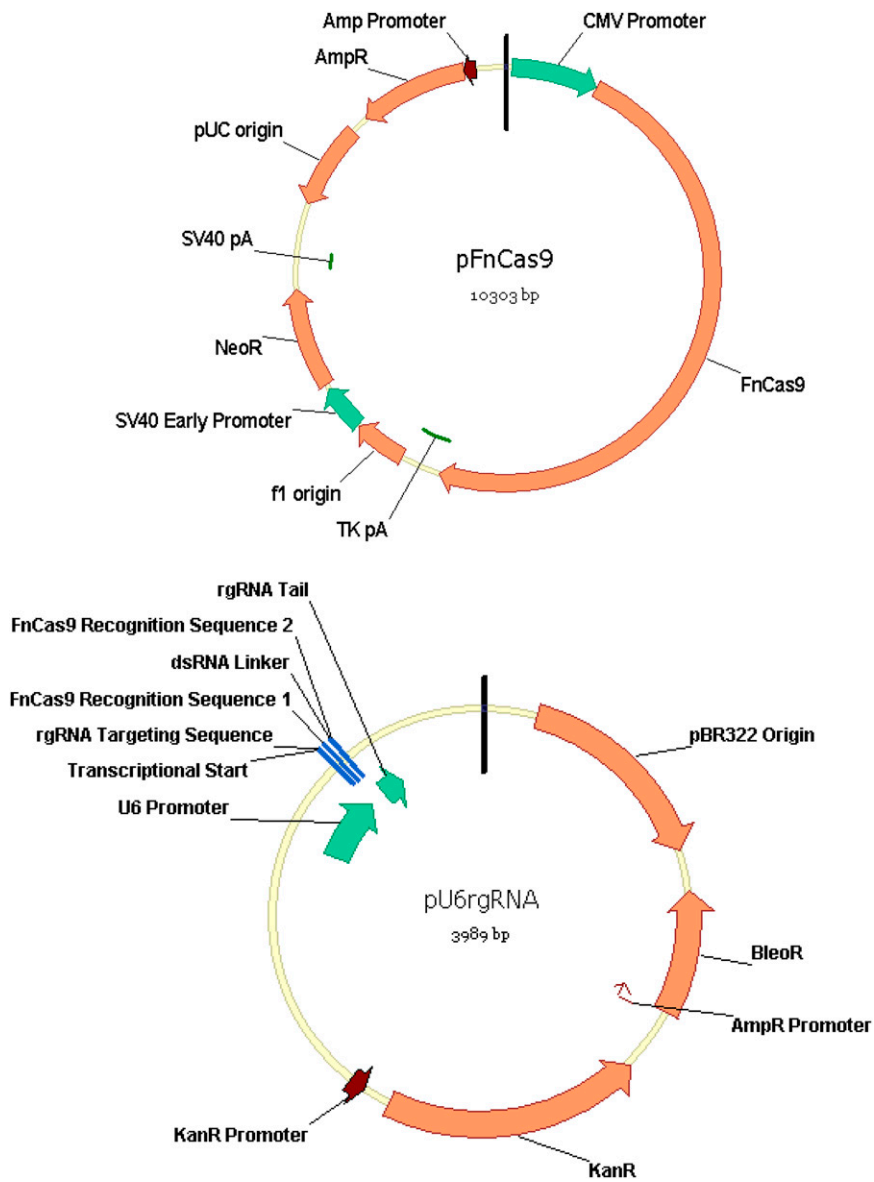 Amp Promoter
CMV Promoter
AmpR
pUC origin
SV40 pA
pFnCas9
10303 bp
NeoR
FnCas9
SV40 Early Promoter
f1 origin
TK pA
rgRNA Tail
FnCas9 Recognition Sequence 2
dsRNA Linker
FnCas9 Recognition Sequence 1
rgRNA Targeting Sequence
Transcriptional Start
U6 Promoter
pBR322 Origin
pU6rgRNA
3989 bp
BleoR
AmpR Promoter
KanR Promoter
KanR